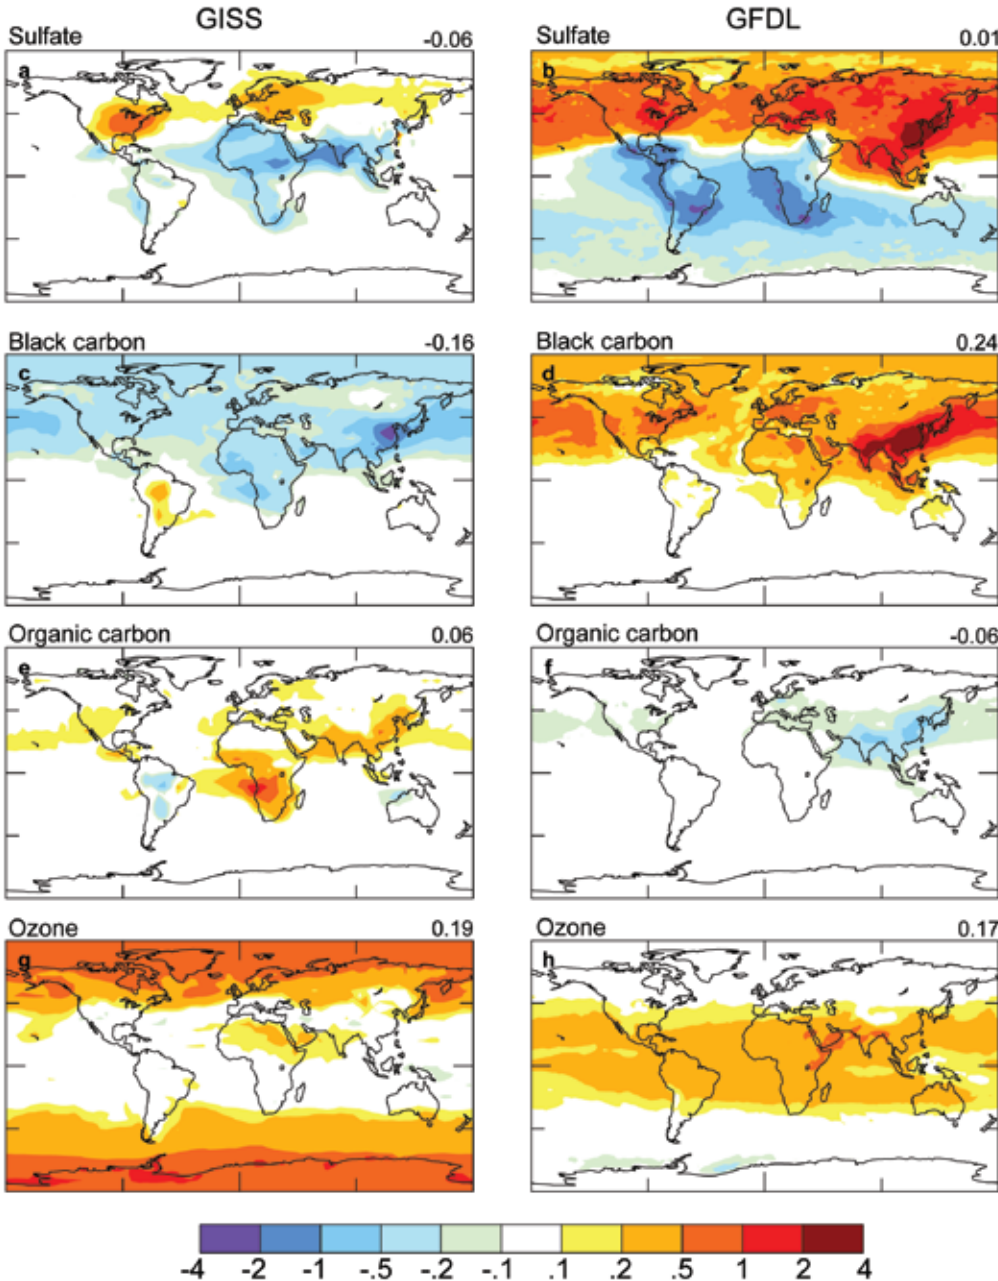 GISS GFDL
Sulfate -0.06 Sulfate 0.01
a b
Black carbon -0.16 Black carbon 0.24
c d
Organic carbon 0.06 Organic carbon -0.06
e f
Ozone 0.19 Ozone 0.17
g h
-4 -2 -1 -.5 -.2 -.1 .1 .2 .5 1 2 4